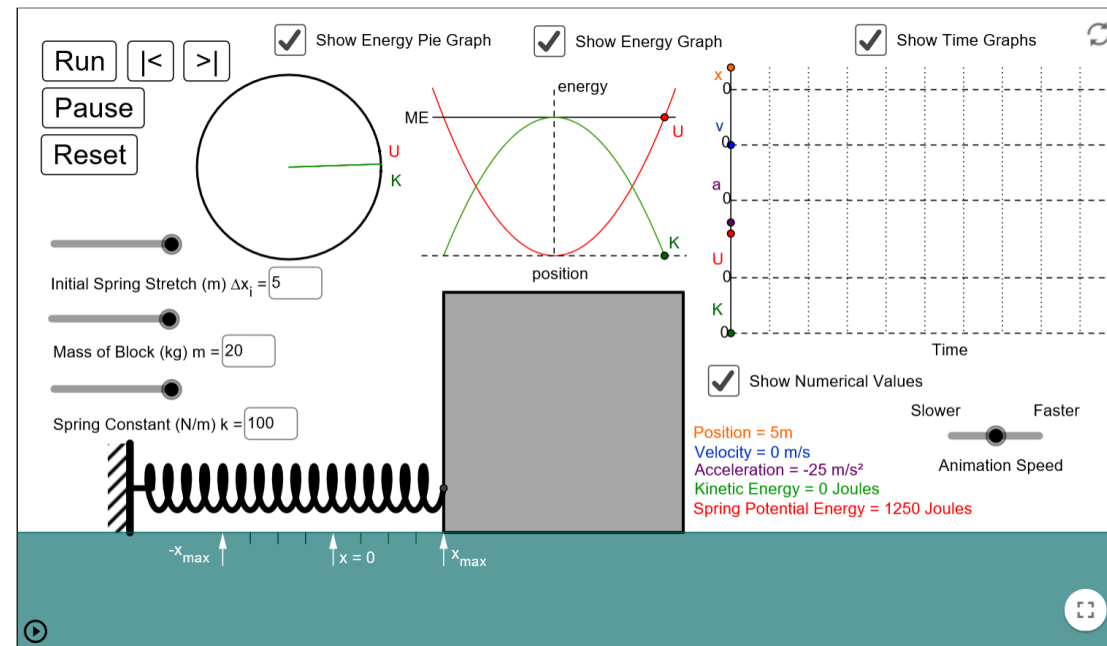 Run |< >|
Pause
Reset
Show Energy Pie Graph
Show Energy Graph
Show Time Graphs
U
K
energy
ME
U
K
position
x
0
v
0
a
0
U
0
K
0
Time
Initial Spring Stretch (m) Δxi = 5
Mass of Block (kg) m = 20
Spring Constant (N/m) k = 100
Show Numerical Values
Slower Faster
Animation Speed
Position = 5m
Velocity = 0 m/s
Acceleration = -25 m/s²
Kinetic Energy = 0 Joules
Spring Potential Energy = 1250 Joules
-xmax x = 0 xmax